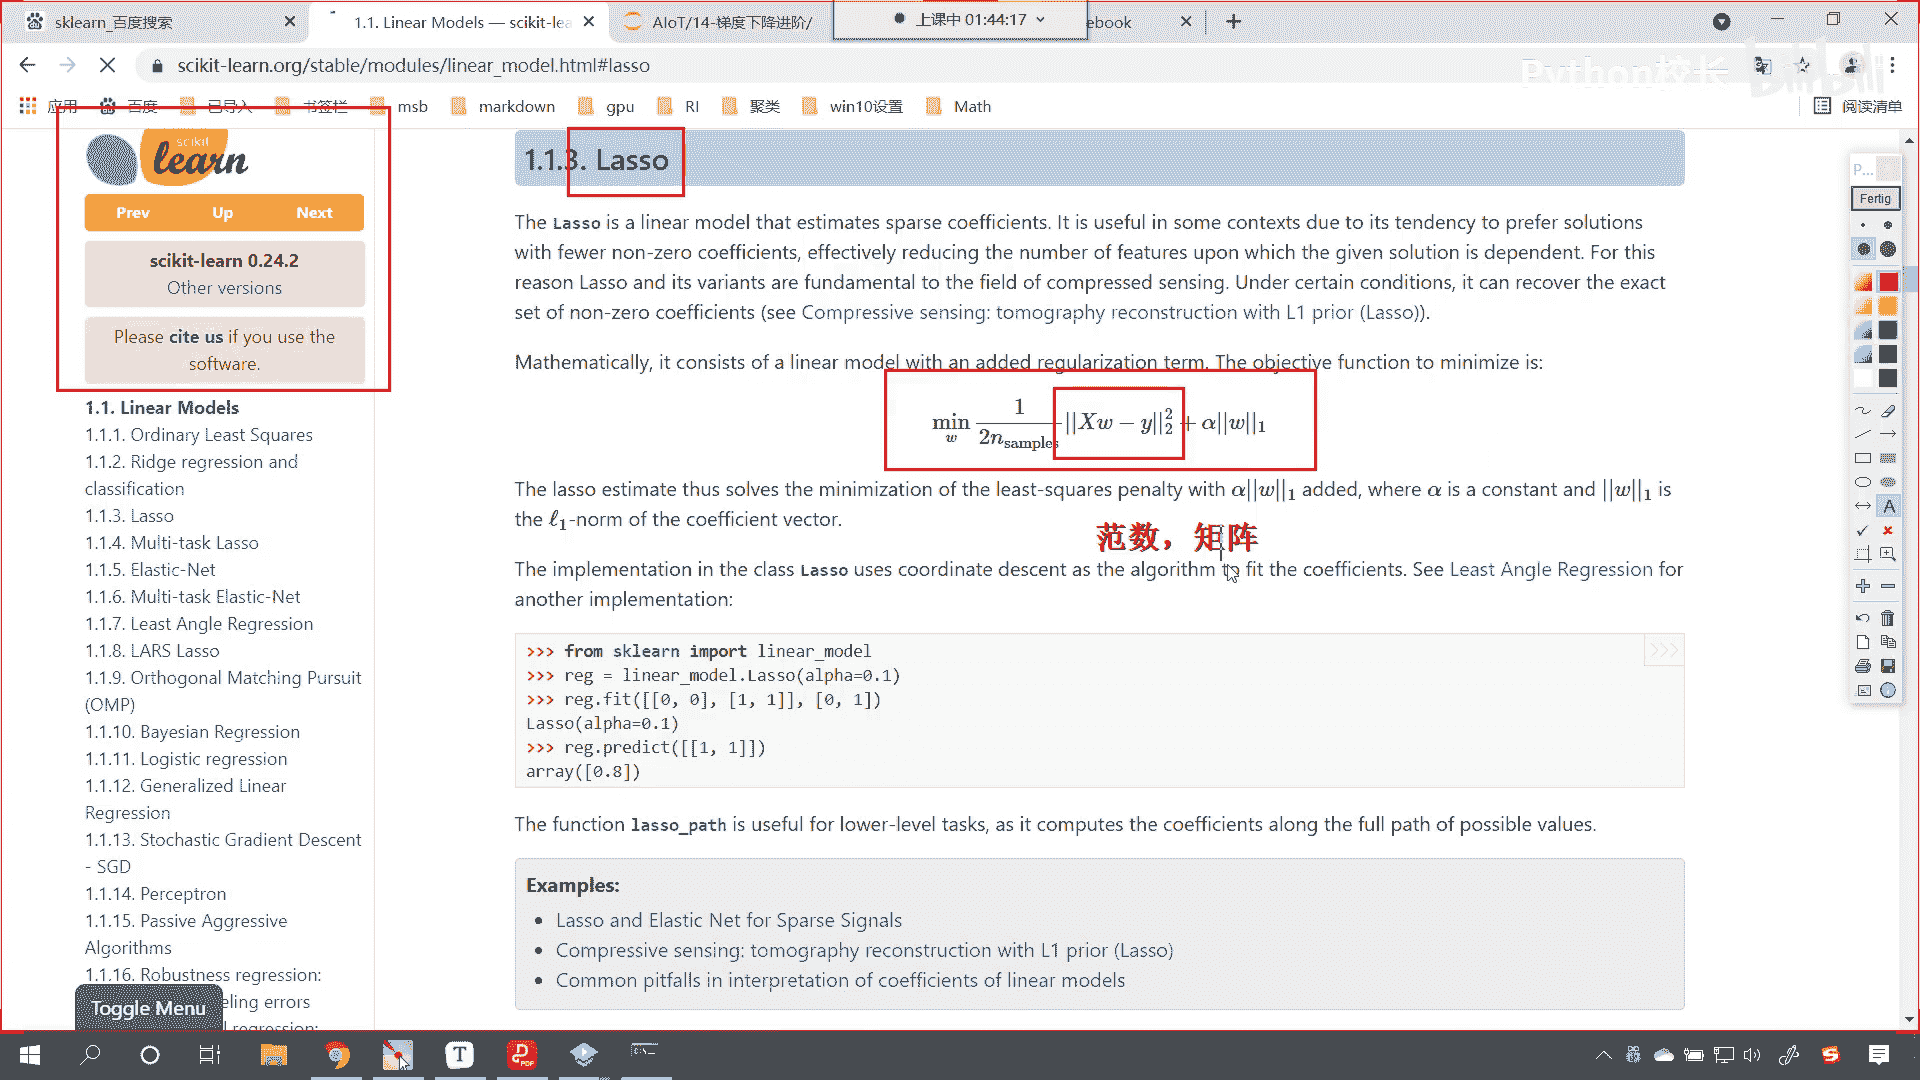 sklearn_百度搜索
1.1. Linear Models — scikit-lea
AIoT/14-梯度下降进阶/
上课中 01:44:17
ebook
scikit-learn.org/stable/modules/linear_model.html#lasso
Python校长
bilibili
应用
百度
已导入
书签栏
msb
markdown
gpu
RI
聚类
win10设置
Math
阅读清单
scikit
learn
Prev Up Next
scikit-learn 0.24.2
Other versions
Please cite us if you use the
software.
1.1. Linear Models
1.1.1. Ordinary Least Squares
1.1.2. Ridge regression and
classification
1.1.3. Lasso
1.1.4. Multi-task Lasso
1.1.5. Elastic-Net
1.1.6. Multi-task Elastic-Net
1.1.7. Least Angle Regression
1.1.8. LARS Lasso
1.1.9. Orthogonal Matching Pursuit
(OMP)
1.1.10. Bayesian Regression
1.1.11. Logistic regression
1.1.12. Generalized Linear
Regression
1.1.13. Stochastic Gradient Descent
- SGD
1.1.14. Perceptron
1.1.15. Passive Aggressive
Algorithms
1.1.16. Robustness regression:
eling errors
l regression:
Toggle Menu
1.1.3. Lasso
The Lasso is a linear model that estimates sparse coefficients. It is useful in some contexts due to its tendency to prefer solutions
with fewer non-zero coefficients, effectively reducing the number of features upon which the given solution is dependent. For this
reason Lasso and its variants are fundamental to the field of compressed sensing. Under certain conditions, it can recover the exact
set of non-zero coefficients (see Compressive sensing: tomography reconstruction with L1 prior (Lasso)).
Mathematically, it consists of a linear model with an added regularization term. The objective function to minimize is:
min_w 1/(2n_samples) ||Xw − y||₂² + α||w||₁
The lasso estimate thus solves the minimization of the least-squares penalty with α||w||₁ added, where α is a constant and ||w||₁ is
the ℓ₁-norm of the coefficient vector.
范数，矩阵
The implementation in the class Lasso uses coordinate descent as the algorithm to fit the coefficients. See Least Angle Regression for
another implementation:
>>> from sklearn import linear_model
>>> reg = linear_model.Lasso(alpha=0.1)
>>> reg.fit([[0, 0], [1, 1]], [0, 1])
Lasso(alpha=0.1)
>>> reg.predict([[1, 1]])
array([0.8])
>>>
The function lasso_path is useful for lower-level tasks, as it computes the coefficients along the full path of possible values.
Examples:
• Lasso and Elastic Net for Sparse Signals
• Compressive sensing: tomography reconstruction with L1 prior (Lasso)
• Common pitfalls in interpretation of coefficients of linear models
P...
Fertig
A
T
PDF